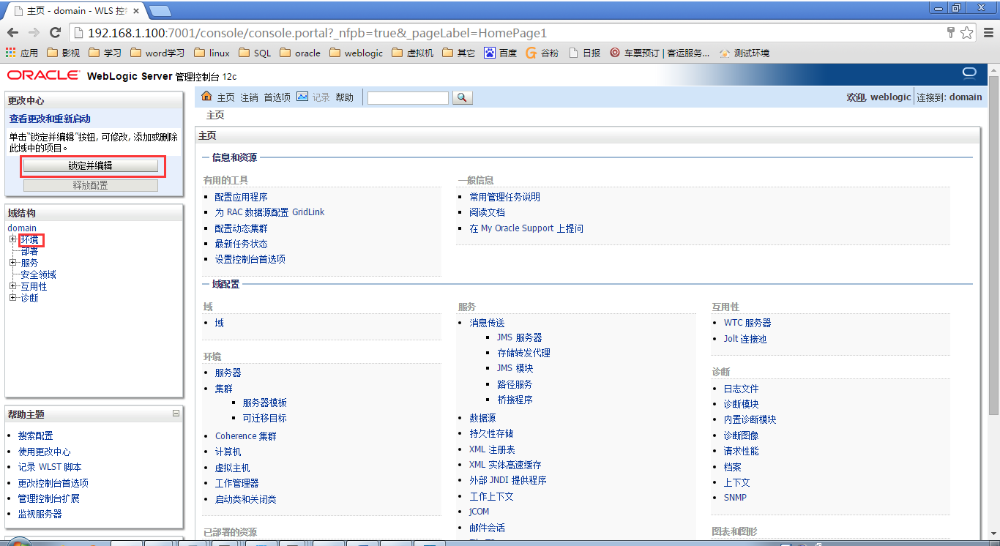 主页 - domain - WLS 控
192.168.1.100:7001/console/console.portal?_nfpb=true&_pageLabel=HomePage1
应用 影视 学习 word学习 linux SQL oracle weblogic 虚拟机 其它 百度 谷粉 日报 车票预订 | 客运服务... 测试环境
ORACLE WebLogic Server 管理控制台 12c
更改中心
查看更改和重新启动
单击"锁定并编辑"按钮, 可修改, 添加或删除
此域中的项目。
锁定并编辑
释放配置
域结构
domain
环境
部署
服务
安全领域
互用性
诊断
帮助主题
搜索配置
使用更改中心
记录 WLST 脚本
更改控制台首选项
管理控制台扩展
监视服务器
主页 注销 首选项 记录 帮助
欢迎, weblogic 连接到: domain
主页
主页
信息和资源
有用的工具
配置应用程序
为 RAC 数据源配置 GridLink
配置动态集群
最新任务状态
设置控制台首选项
一般信息
常用管理任务说明
阅读文档
在 My Oracle Support 上提问
域配置
域
域
环境
服务器
集群
服务器模板
可迁移目标
Coherence 集群
计算机
虚拟主机
工作管理器
启动类和关闭类
已部署的资源
服务
消息传送
JMS 服务器
存储转发代理
JMS 模块
路径服务
桥接程序
数据源
持久性存储
XML 注册表
XML 实体高速缓存
外部 JNDI 提供程序
工作上下文
jCOM
邮件会话
互用性
WTC 服务器
Jolt 连接池
诊断
日志文件
诊断模块
内置诊断模块
诊断图像
请求性能
档案
上下文
SNMP
图表和图形